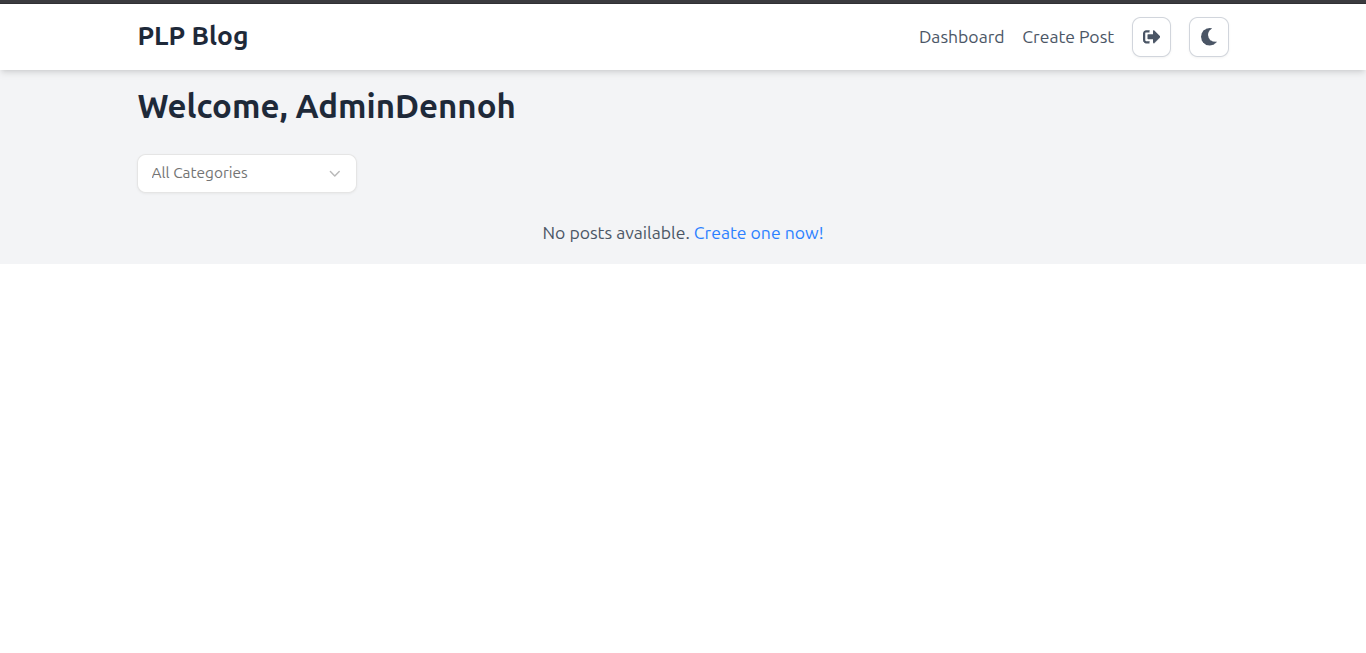 PLP Blog
Dashboard
Create Post
Welcome, AdminDennoh
All Categories
No posts available. Create one now!